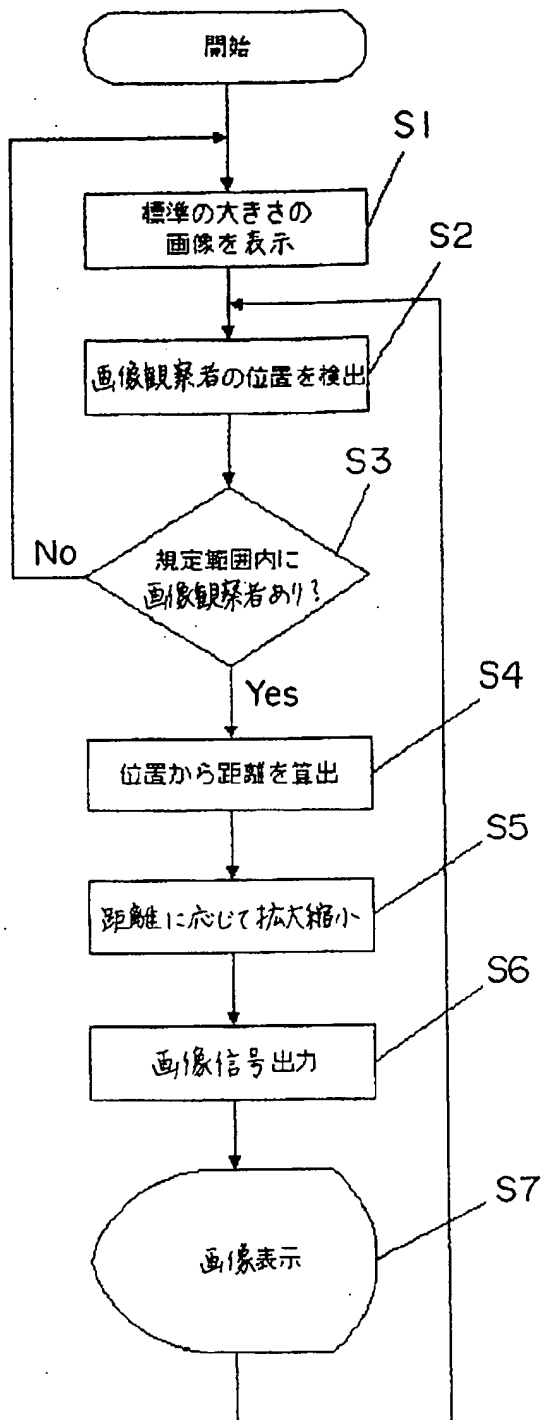 開始
S1
標準の大きさの
画像を表示
S2
画像観察者の位置を検出
S3
規定範囲内に
画像観察者あり?
No
Yes
S4
位置から距離を算出
S5
距離に応じて拡大縮小
S6
画像信号出力
S7
画像表示